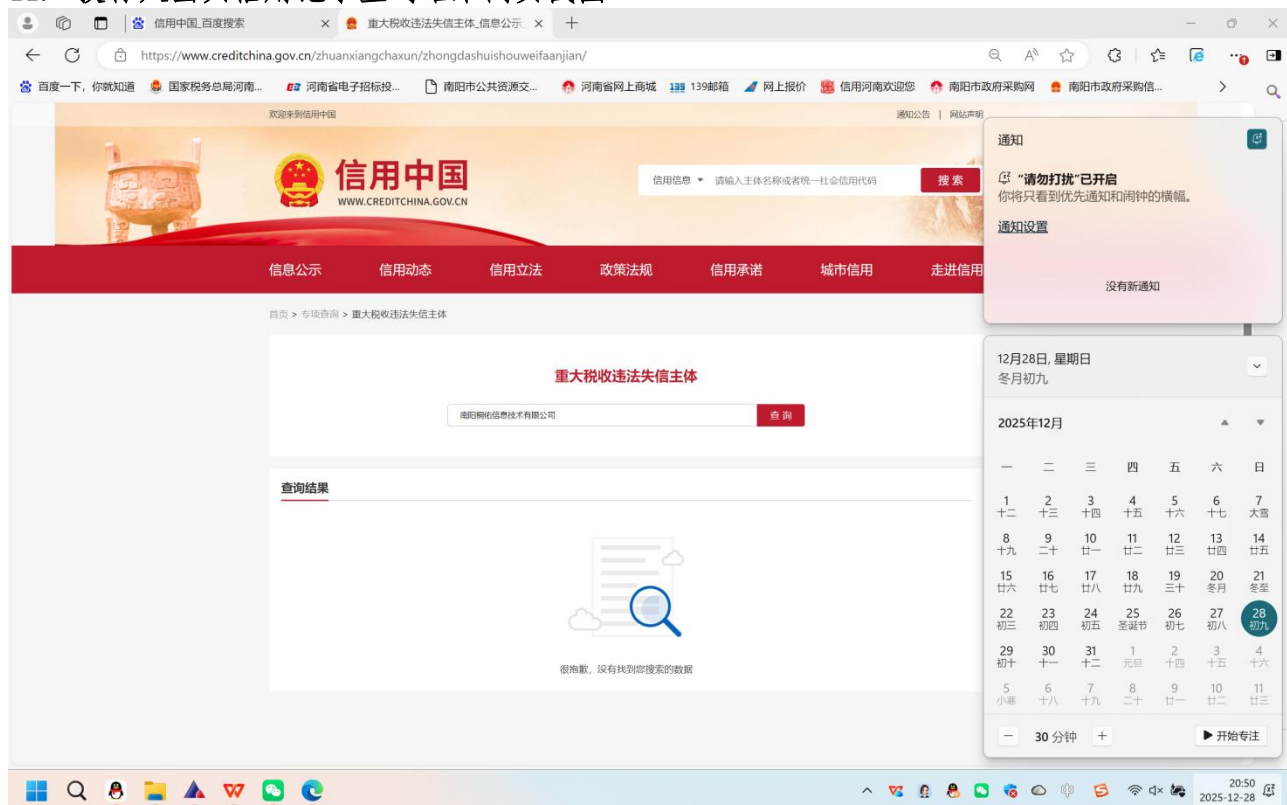 信用中国_百度搜索
重大税收违法失信主体_信息公示_
https://www.creditchina.gov.cn/zhuanxiangchaxun/zhongdashuishouweifaanjian/
百度一下，你就知道 国家税务总局河南... 河南省电子招标投... 南阳市公共资源交... 河南省网上商城 139邮箱 网上报价 信用河南欢迎您 南阳市政府采购网 南阳市政府采购信...
欢迎来到信用中国
通知公告 | 网站声明
信用中国
WWW.CREDITCHINA.GOV.CN
信用信息 请输入主体名称或者统一社会信用代码 搜索
信息公示 信用动态 信用立法 政策法规 信用承诺 城市信用 走进信用
首页 > 专项查询 > 重大税收违法失信主体
重大税收违法失信主体
南阳桐佑信息技术有限公司 查询
查询结果
很抱歉，没有找到您搜索的数据
通知
“请勿打扰”已开启
你将只看到优先通知和闹钟的横幅。
通知设置
没有新通知
12月28日, 星期日
冬月初九
2025年12月
一 二 三 四 五 六 日
1 2 3 4 5 6 7
十二 十三 十四 十五 十六 十七 大雪
8 9 10 11 12 13 14
十九 二十 廿一 廿二 廿三 廿四 廿五
15 16 17 18 19 20 21
廿六 廿七 廿八 廿九 三十 冬月 冬至
22 23 24 25 26 27 28
初三 初四 初五 圣诞节 初七 初八 初九
29 30 31 1 2 3 4
初十 十一 十二 元旦 十四 十五 十六
5 6 7 8 9 10 11
小寒 十八 十九 二十 廿一 廿二 廿三
30 分钟 开始专注
20:50
2025-12-28